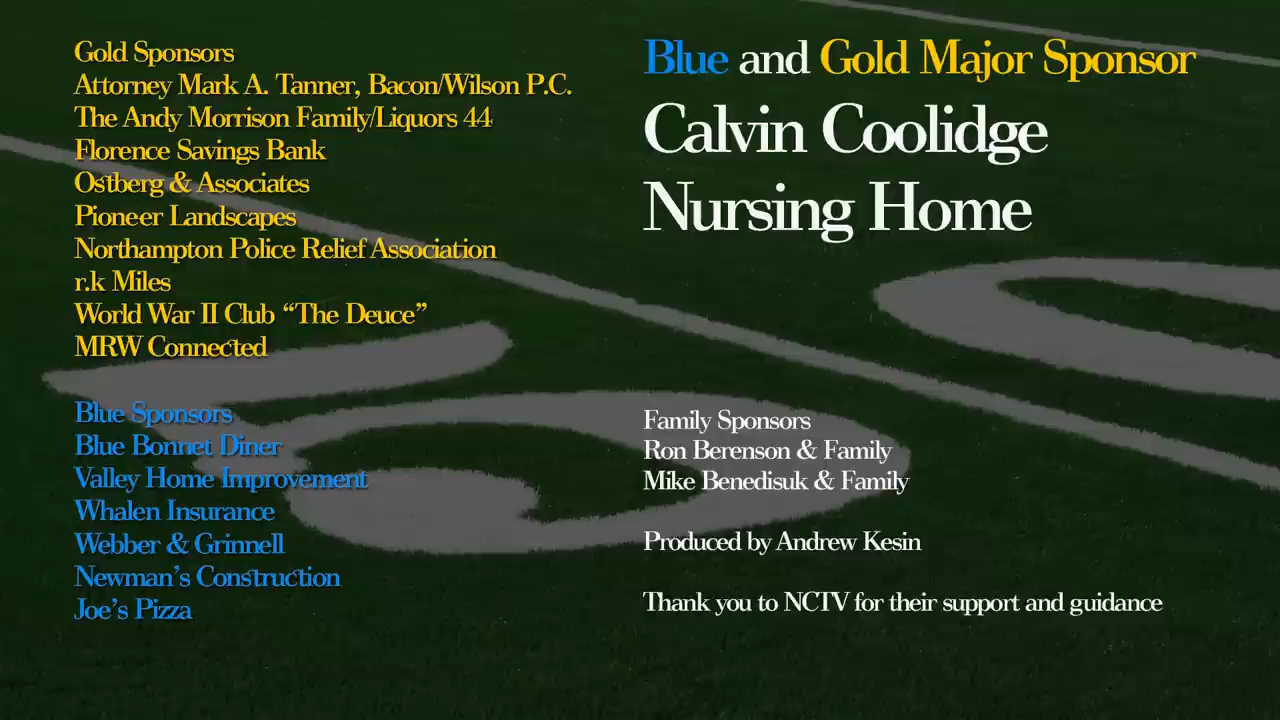 Gold Sponsors
Attorney Mark A. Tanner, Bacon/Wilson P.C.
The Andy Morrison Family/Liquors 44
Florence Savings Bank
Ostberg & Associates
Pioneer Landscapes
Northampton Police Relief Association
r.k Miles
World War II Club “The Deuce”
MRW Connected
Blue Sponsors
Blue Bonnet Diner
Valley Home Improvement
Whalen Insurance
Webber & Grinnell
Newman’s Construction
Joe’s Pizza
Blue and Gold Major Sponsor
Calvin Coolidge
Nursing Home
Family Sponsors
Ron Berenson & Family
Mike Benedisuk & Family
Produced by Andrew Kesin
Thank you to NCTV for their support and guidance